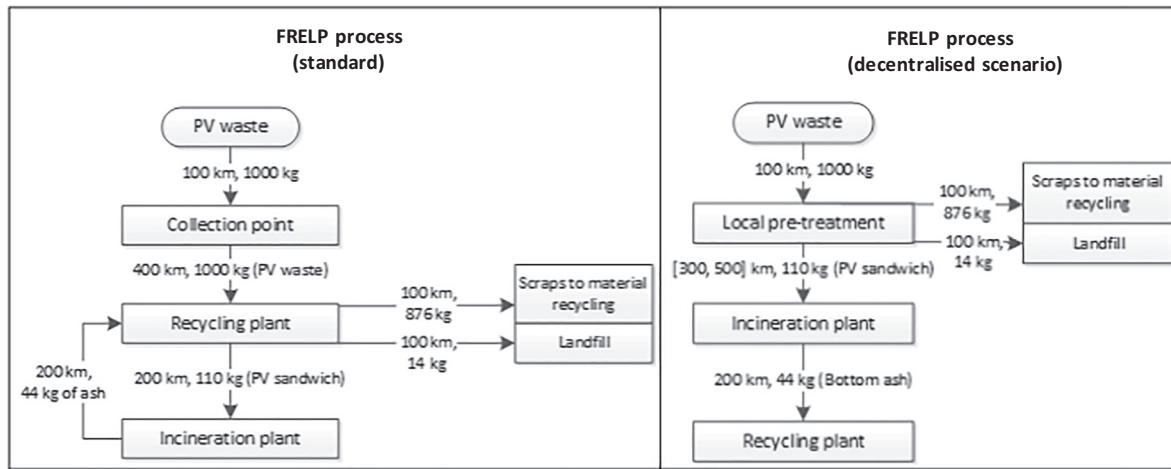 FRELP process
(standard)
PV waste
100 km, 1000 kg
Collection point
400 km, 1000 kg (PV waste)
100 km,
876 kg
Scraps to material
recycling
Recycling plant
100 km,
14 kg
Landfill
200 km,
44 kg of ash
200 km, 110 kg (PV sandwich)
Incineration plant
FRELP process
(decentralised scenario)
PV waste
100 km, 1000 kg
100 km,
876 kg
Scraps to material
recycling
Local pre-treatment
100 km,
14 kg
Landfill
[300, 500] km, 110 kg (PV sandwich)
Incineration plant
200 km, 44 kg (Bottom ash)
Recycling plant